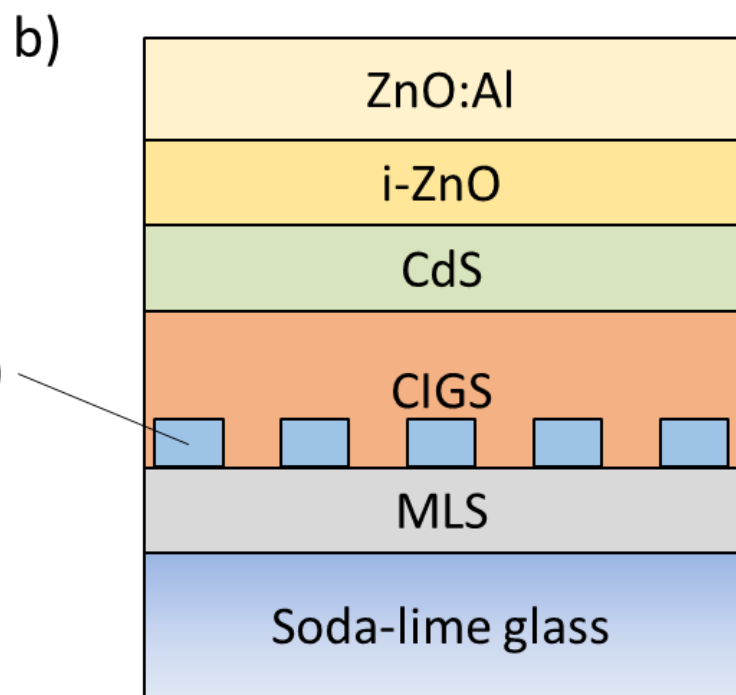 b)
ZnO:Al
i-ZnO
CdS
)
CIGS
MLS
Soda-lime glass